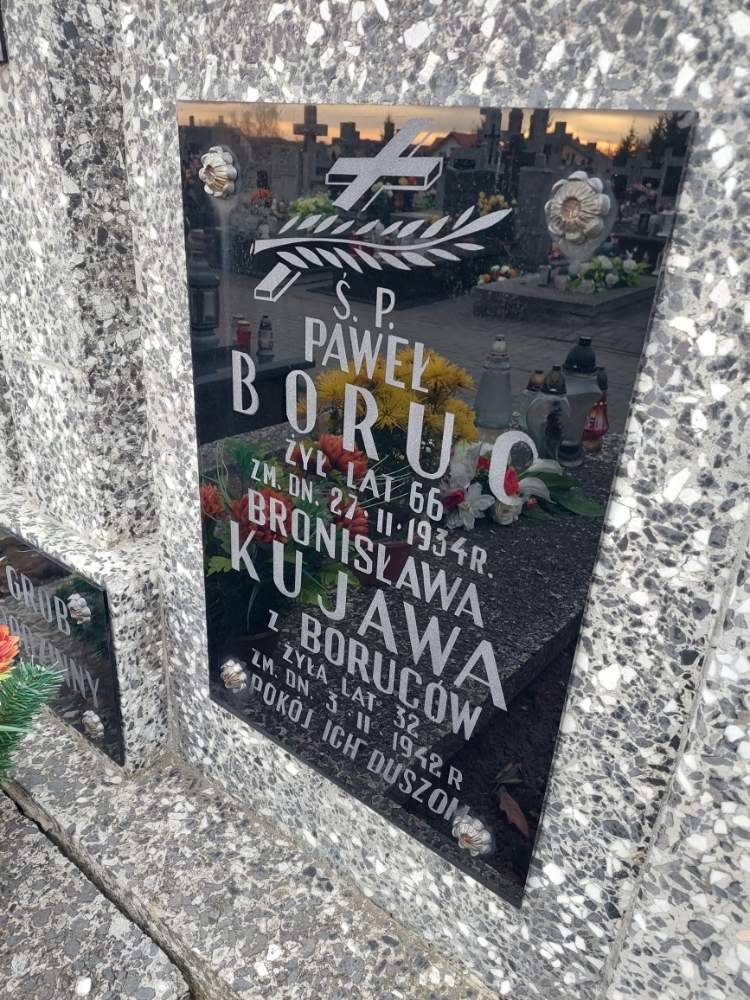 Ś. P.
PAWEŁ
BORUC
ŻYŁ LAT 66
ZM. DN. 27·II·1934 R.
BRONISŁAWA
KUJAWA
z BORUCÓW
ŻYŁA LAT 32
ZM. DN. 3·II·1942 R
POKÓJ ICH DUSZOM
GRÓB